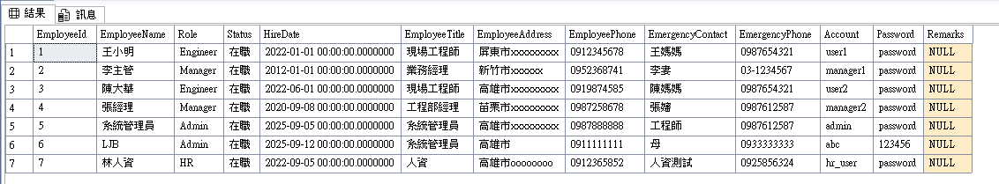 結果 訊息
EmployeeId EmployeeName Role Status HireDate EmployeeTitle EmployeeAddress EmployeePhone EmergencyContact EmergencyPhone Account Password Remarks
1 1 王小明 Engineer 在職 2022-01-01 00:00:00.0000000 現場工程師 屏東市xxxxxxxxx 0912345678 王媽媽 0987654321 user1 password NULL
2 2 李主管 Manager 在職 2012-01-01 00:00:00.0000000 業務經理 新竹市xxxxxx 0952368741 李妻 03-1234567 manager1 password NULL
3 3 陳大華 Engineer 在職 2022-06-01 00:00:00.0000000 現場工程師 高雄市xxxxxxxxx 0919874585 陳媽媽 0987654321 user2 password NULL
4 4 張經理 Manager 在職 2020-09-08 00:00:00.0000000 工程部經理 苗栗市xxxxxxxxx 0987258678 張嬸 0987612587 manager2 password NULL
5 5 系統管理員 Admin 在職 2025-09-05 00:00:00.0000000 系統管理員 高雄市xxxxxxxxx 0987888888 工程師 0987612587 admin password NULL
6 6 LJB Admin 在職 2025-09-12 00:00:00.0000000 系統管理員 高雄市 0911111111 母 0933333333 abc 123456 NULL
7 7 林人資 HR 在職 2022-09-05 00:00:00.0000000 人資 高雄市oooooooo 0912365852 人資測試 0925856324 hr_user password NULL